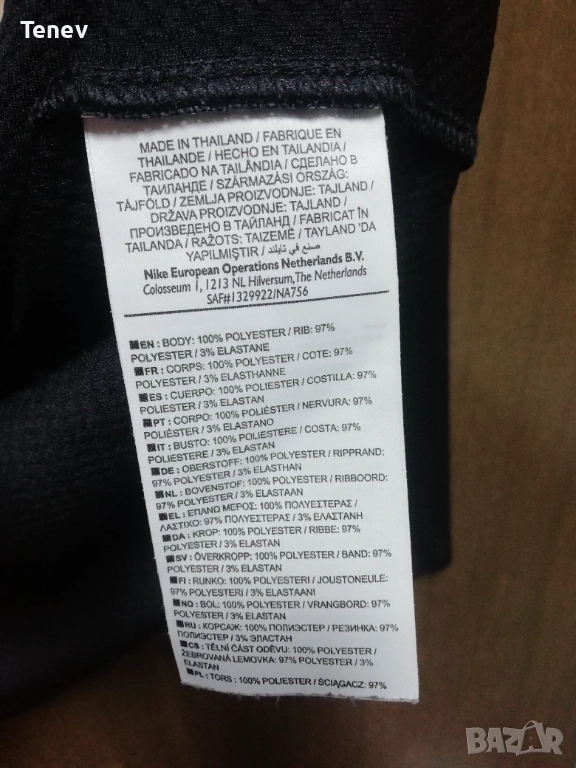 Tenev
MADE IN THAILAND / FABRIQUE EN
THAILANDE / HECHO EN TAILANDIA /
FABRICADO NA TAILÂNDIA / СДЕЛАНО В
ТАИЛАНДЕ / SZÁRMAZÁSI ORSZÁG:
TÁJFÖLD / ZEMLJA PROIZVODNJE: TAJLAND /
DRŽAVA PROIZVODNJE: TAJLAND /
ПРОИЗВЕДЕНО В ТАЙЛАНД / FABRICAT ÎN
TAILANDA / RAŽOTS: TAIZEMĒ / TAYLAND 'DA
YAPILMIŞTIR / صنع في تايلند
Nike European Operations Netherlands B.V.
Colosseum 1, 1213 NL Hilversum, The Netherlands
SAF#1329922/NA756
EN : BODY: 100% POLYESTER / RIB: 97%
POLYESTER / 3% ELASTANE
FR : CORPS: 100% POLYESTER / COTE: 97%
POLYESTER / 3% ELASTHANNE
ES : CUERPO: 100% POLIESTER / COSTILLA: 97%
POLIESTER / 3% ELASTAN
PT : CORPO: 100% POLIÉSTER / NERVURA: 97%
POLIÉSTER / 3% ELASTANO
IT : BUSTO: 100% POLIESTERE / COSTA: 97%
POLIESTERE / 3% ELASTAN
DE : OBERSTOFF: 100% POLYESTER / RIPPRAND:
97% POLYESTER / 3% ELASTHAN
NL : BOVENSTOF: 100% POLYESTER / RIBBOORD:
97% POLYESTER / 3% ELASTAAN
EL : ΕΠΑΝΩ ΜΕΡΟΣ: 100% ΠΟΛΥΕΣΤΕΡΑΣ /
ΛΑΣΤΙΧΟ: 97% ΠΟΛΥΕΣΤΕΡΑΣ / 3% ΕΛΑΣΤΑΝΗ
DA : KROP: 100% POLYESTER / RIBBE: 97%
POLYESTER / 3% ELASTAN
SV : ÖVERKROPP: 100% POLYESTER / BAND: 97%
POLYESTER / 3% ELASTAN
FI : RUNKO: 100% POLYESTERI / JOUSTONEULE:
97% POLYESTERI / 3% ELASTAANI
NO : BOL: 100% POLYESTER / VRANGBORD: 97%
POLYESTER / 3% ELASTAN
RU : КОРСАЖ: 100% ПОЛИЭСТЕР / РЕЗИНКА: 97%
ПОЛИЭСТЕР / 3% ЭЛАСТАН
CS : TĚLNÍ ČÁST ODĚVU: 100% POLYESTER /
ŽEBROVANÁ LEMOVKA: 97% POLYESTER / 3%
ELASTAN
PL : TORS: 100% POLIESTER / ŚCIĄGACZ: 97%
BAZAR